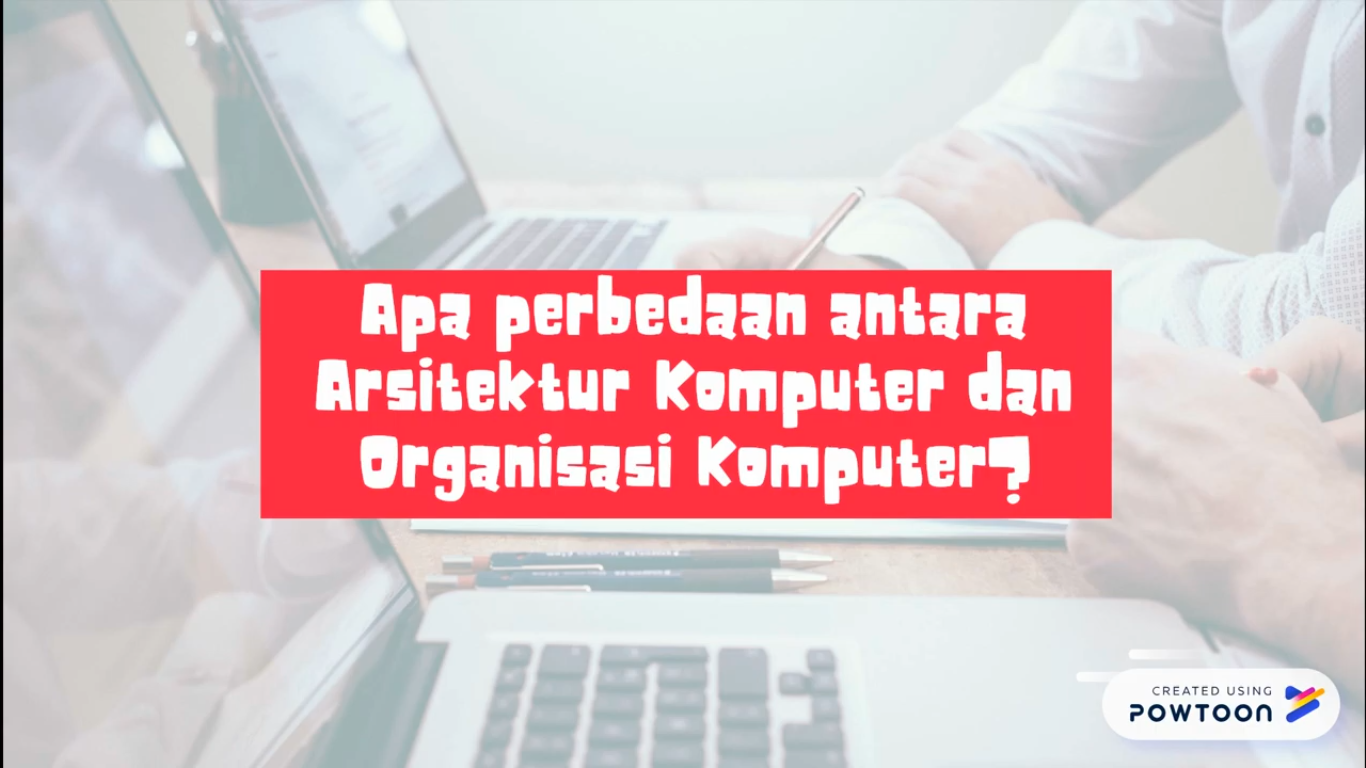 Apa perbedaan antara
Arsitektur Komputer dan
Organisasi Komputer?
CREATED USING
POWTOON